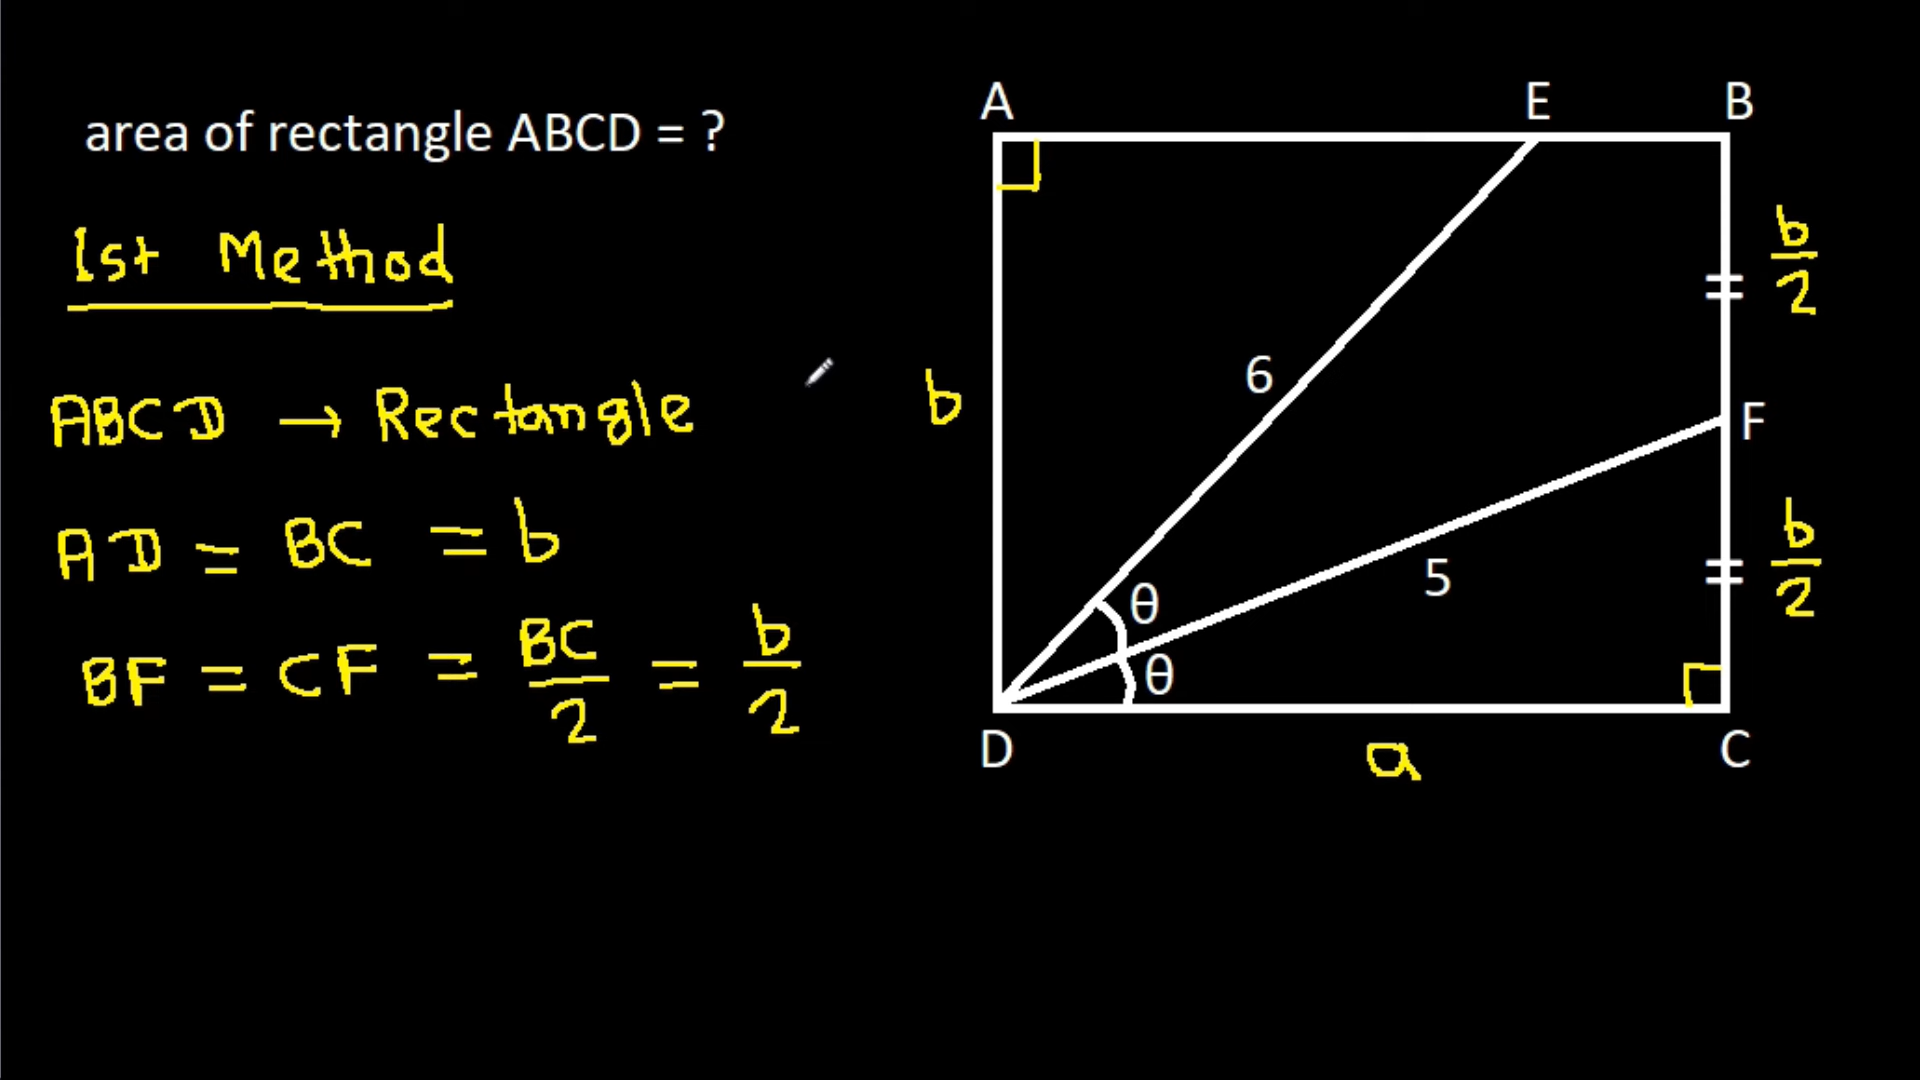 area of rectangle ABCD = ?
1st Method
ABCD → Rectangle
AD = BC = b
BF = CF = BC/2 = b/2
A E B
b/2
6
b
F
5
b/2
θ
θ
D a C